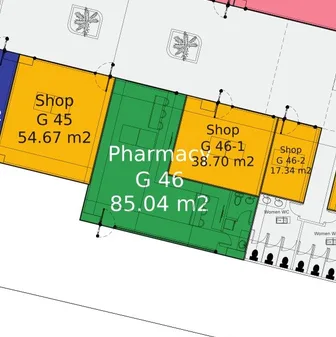 Shop
G 45
54.67 m2
Pharmacy
G 46
85.04 m2
Shop
G 46-1
38.70 m2
Shop
G 46-2
17.34 m2
Women WC